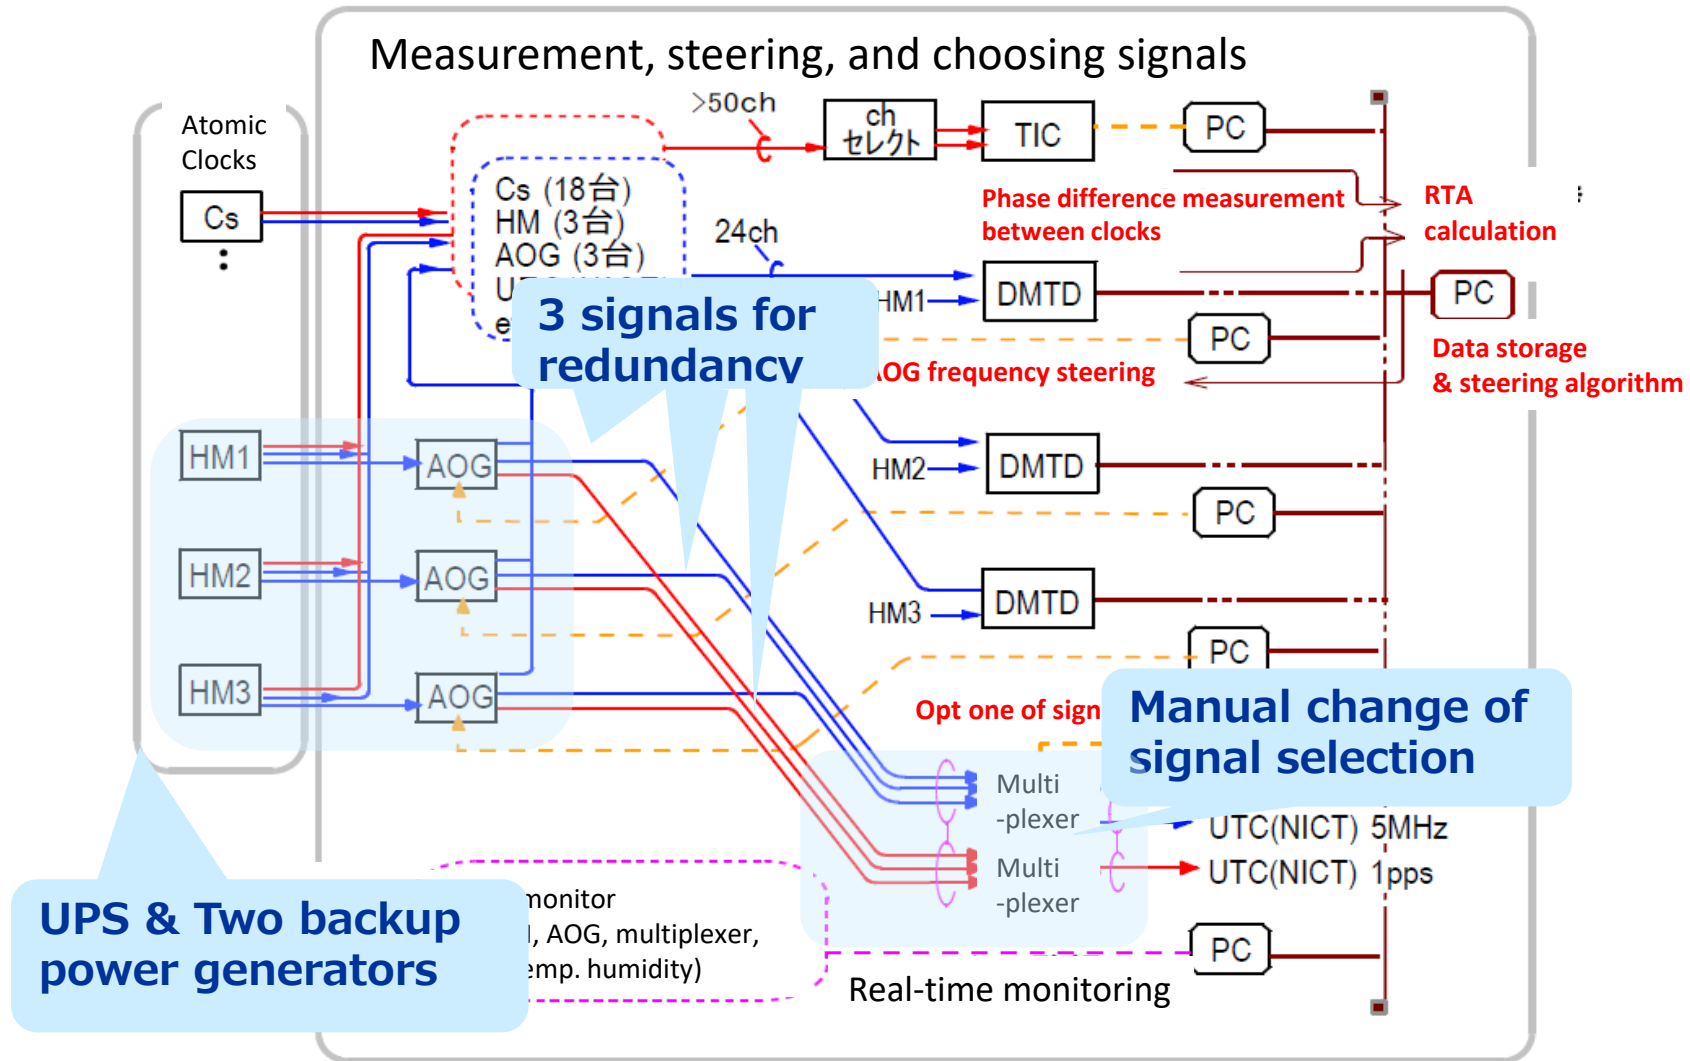 Measurement, steering, and choosing signals
Atomic
Clocks
Cs
>50ch
ch
セレクト
TIC
PC
Cs (18台)
HM (3台)
AOG (3台)
24ch
Phase difference measurement
between clocks
RTA
calculation
HM1
DMTD
PC
PC
Data storage
& steering algorithm
3 signals for
redundancy
AOG frequency steering
HM1
AOG
HM2
DMTD
PC
HM2
AOG
HM3
DMTD
PC
HM3
AOG
Opt one of
Manual change of
signal selection
Multi
-plexer
UTC(NICT) 5MHz
Multi
-plexer
UTC(NICT) 1pps
UPS & Two backup
power generators
monitor
, AOG, multiplexer,
humidity)
PC
Real-time monitoring